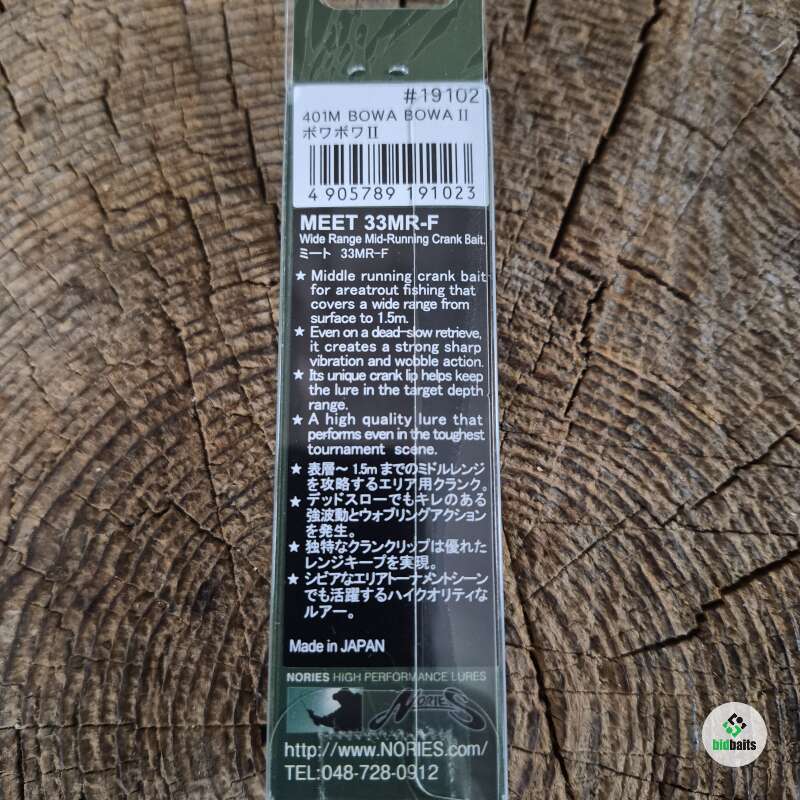 #19102
401M BOWA BOWA II
ボワボワII
4 905789 191023
MEET 33MR-F
Wide Range Mid-Running Crank Bait.
ミート 33MR-F
★ Middle running crank bait
for areatrout fishing that
covers a wide range from
surface to 1.5m.
★ Even on a dead-slow retrieve,
it creates a strong sharp
vibration and wobble action.
★ Its unique crank lip helps keep
the lure in the target depth
range.
★ A high quality lure that
performs even in the toughest
tournament scene.
★ 表層～1.5mまでのミドルレンジ
を攻略するエリア用クランク。
★ デッドスローでもキレのある
強波動とウォブリングアクション
を発生。
★ 独特なクランクリップは優れた
レンジキープを実現。
★ シビアなエリアトーナメントシーン
でも活躍するハイクオリティな
ルアー。
Made in JAPAN
NORIES HIGH PERFORMANCE LURES
NORIES
http://www.NORIES.com/
TEL:048-728-0912
bidbaits